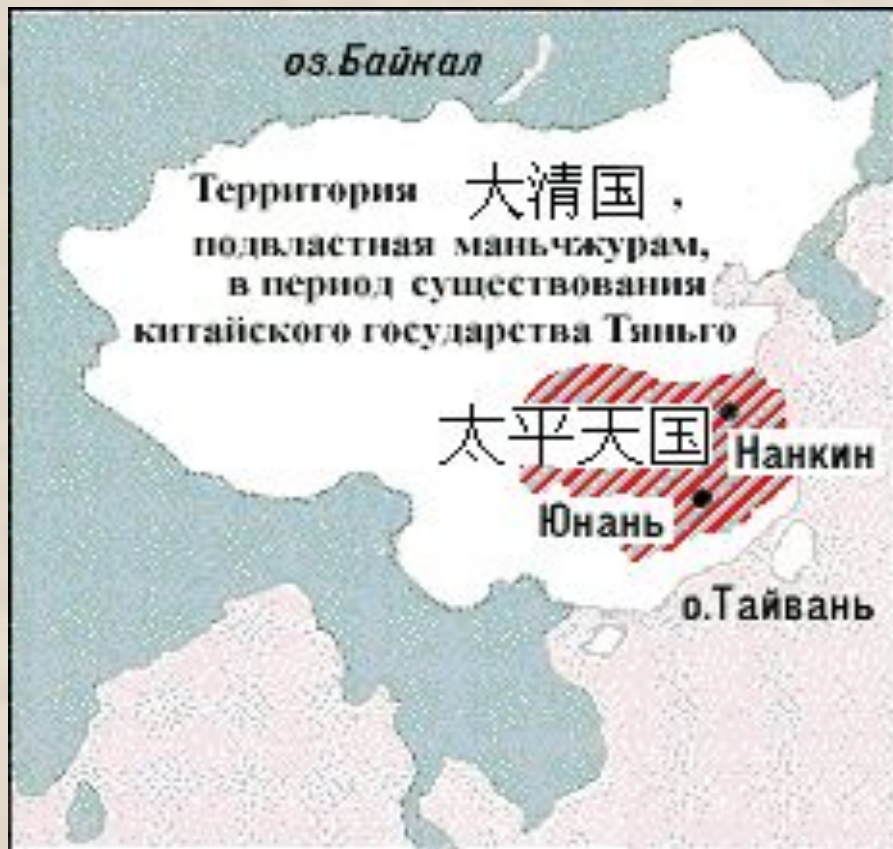 оз.Байкал
Территория 大清国 ,
подвластная маньчжурам,
в период существования
китайского государства Тяньго
太平天国
Нанкин
Юнань
о.Тайвань